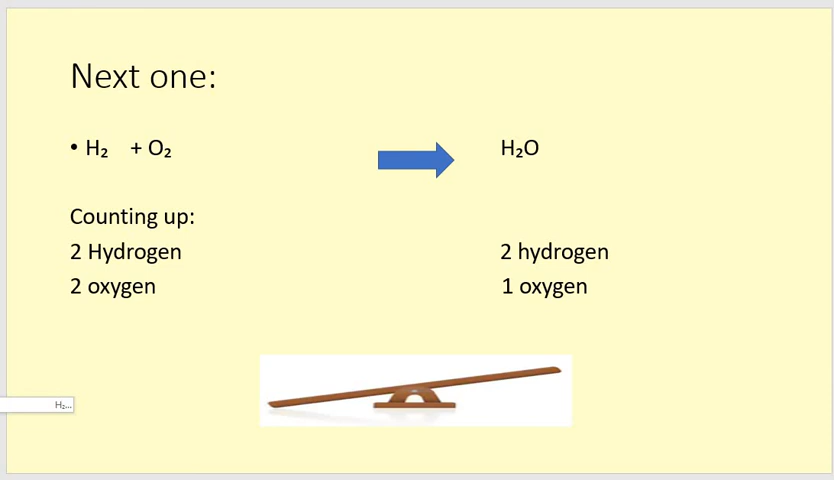 Next one:
• H₂ + O₂ H₂O
Counting up:
2 Hydrogen 2 hydrogen
2 oxygen 1 oxygen
H₂...